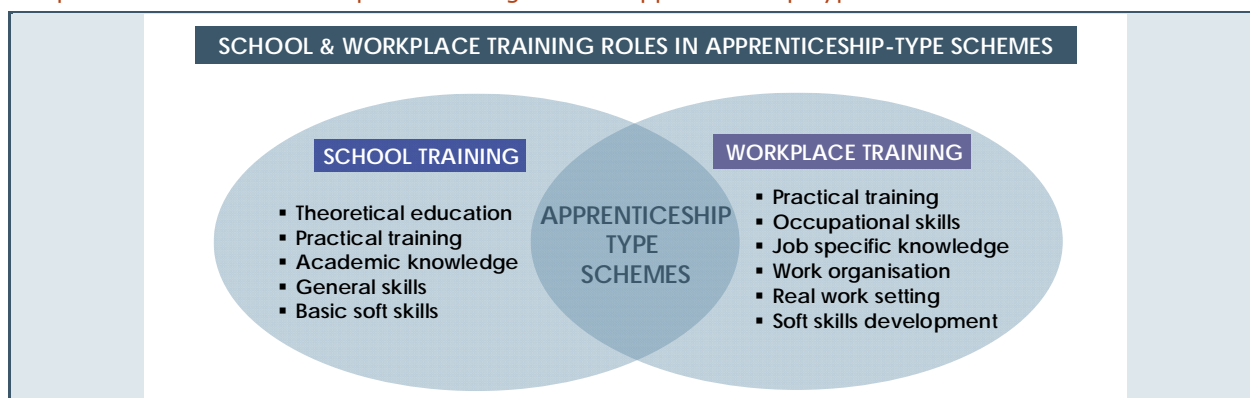 SCHOOL & WORKPLACE TRAINING ROLES IN APPRENTICESHIP-TYPE SCHEMES
SCHOOL TRAINING
▪ Theoretical education
▪ Practical training
▪ Academic knowledge
▪ General skills
▪ Basic soft skills
APPRENTICESHIP
TYPE
SCHEMES
WORKPLACE TRAINING
▪ Practical training
▪ Occupational skills
▪ Job specific knowledge
▪ Work organisation
▪ Real work setting
▪ Soft skills development